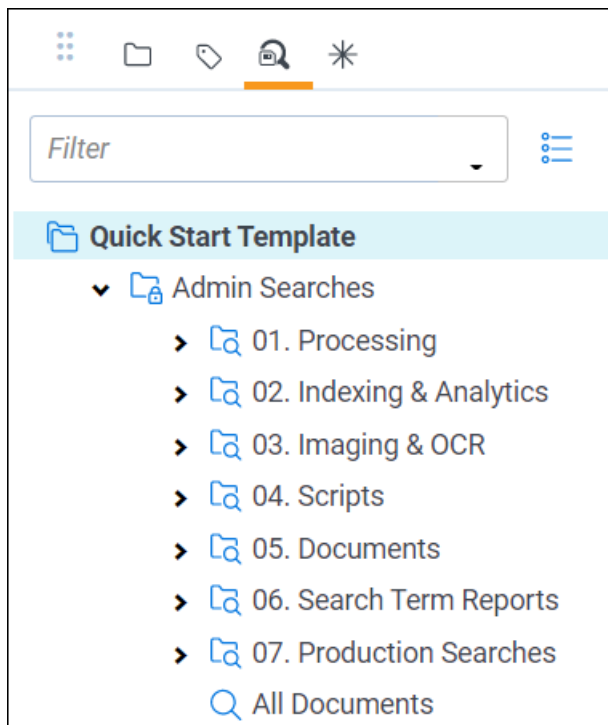 Filter
Quick Start Template
Admin Searches
01. Processing
02. Indexing & Analytics
03. Imaging & OCR
04. Scripts
05. Documents
06. Search Term Reports
07. Production Searches
All Documents